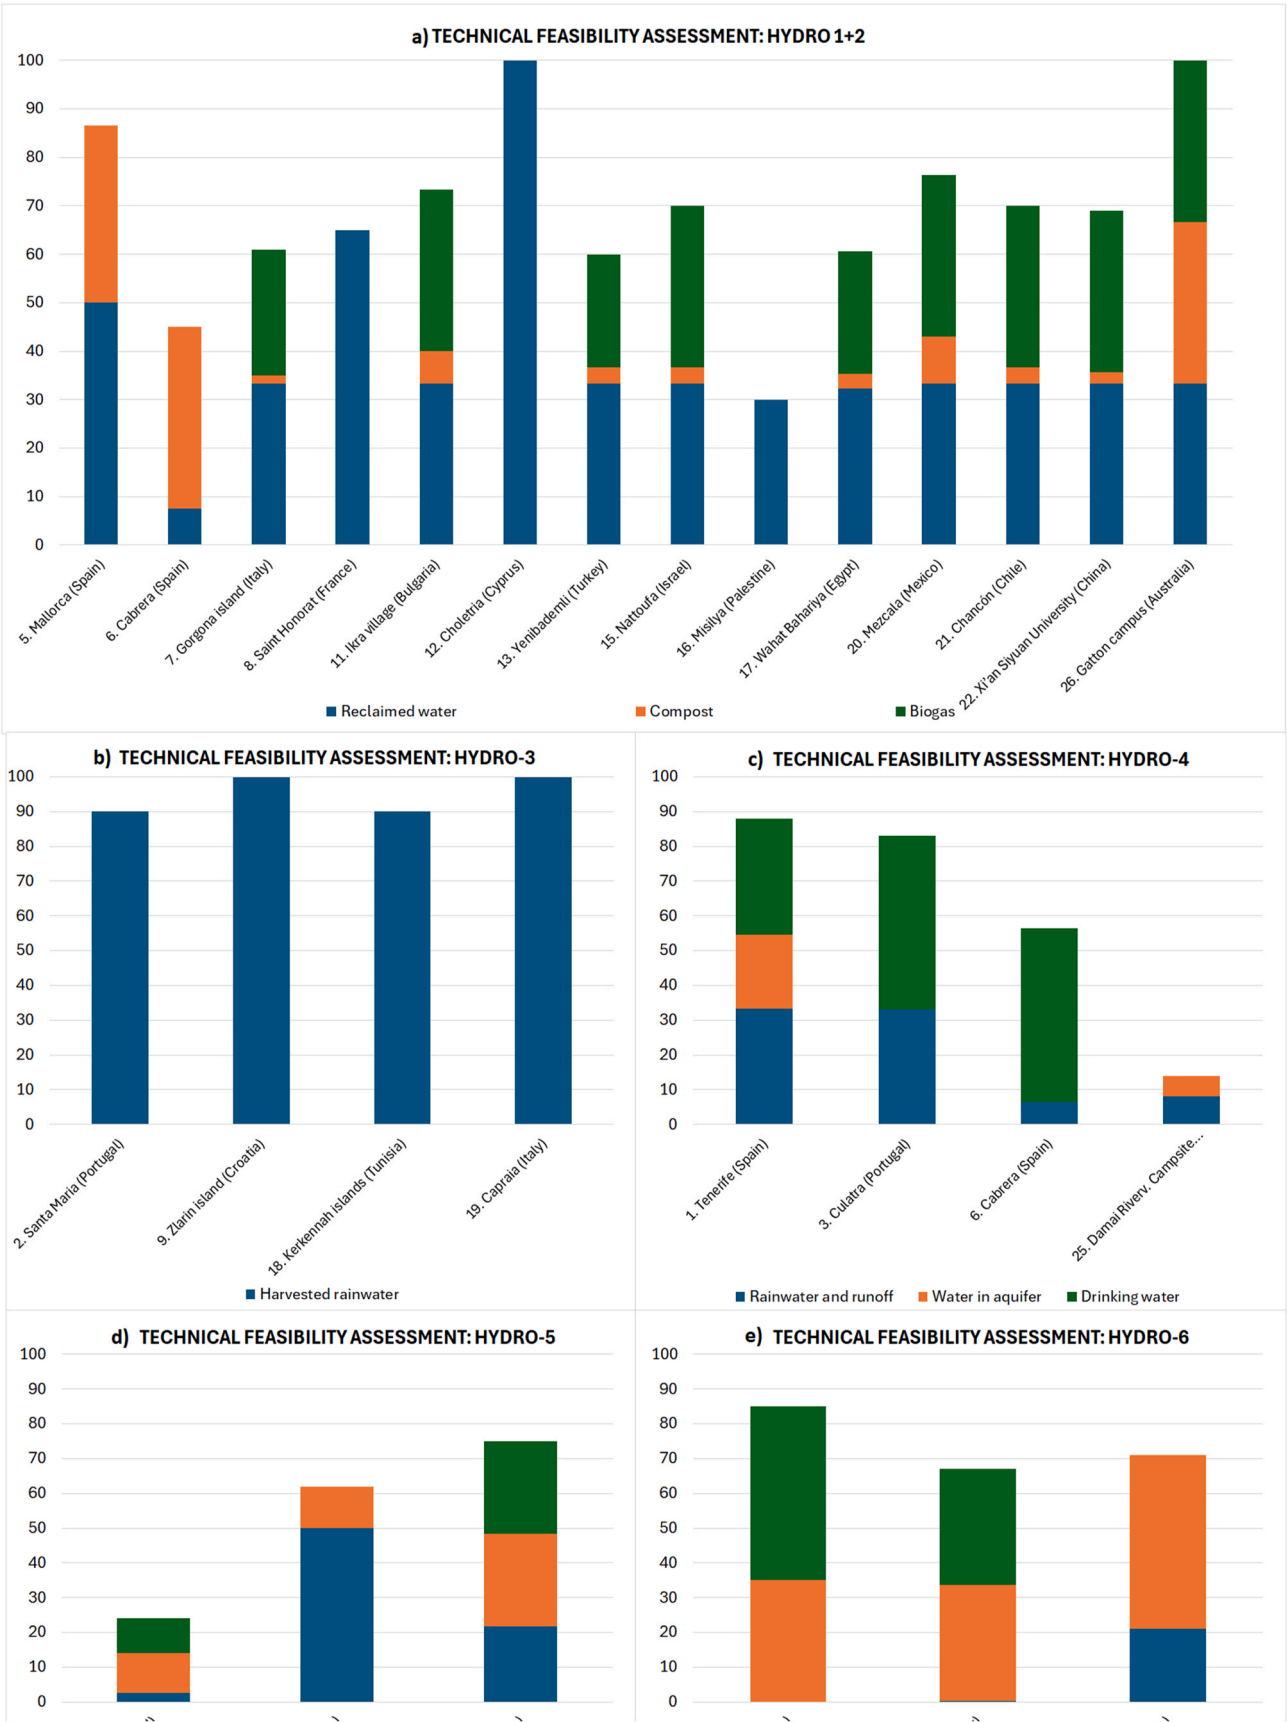 a) TECHNICAL FEASIBILITY ASSESSMENT: HYDRO 1+2
100
90
80
70
60
50
40
30
20
10
0
5. Mallorca (Spain)
6. Cabrera (Spain)
7. Gorgona island (Italy)
8. Saint Honorat (France)
11. Ikra village (Bulgaria)
12. Choletria (Cyprus)
13. Yenibademli (Turkey)
15. Nattoufa (Israel)
16. Misilya (Palestine)
17. Wahat Bahariya (Egypt)
20. Mezcala (Mexico)
21. Chancón (Chile)
22. Xi'an Siyuan University (China)
26. Gatton campus (Australia)
Reclaimed water
Compost
Biogas
b) TECHNICAL FEASIBILITY ASSESSMENT: HYDRO-3
100
90
80
70
60
50
40
30
20
10
0
2. Santa Maria (Portugal)
9. Zlarin island (Croatia)
18. Kerkennah islands (Tunisia)
19. Capraia (Italy)
Harvested rainwater
c) TECHNICAL FEASIBILITY ASSESSMENT: HYDRO-4
100
90
80
70
60
50
40
30
20
10
0
1. Tenerife (Spain)
3. Culatra (Portugal)
6. Cabrera (Spain)
25. Damai Riverv. Campsite...
Rainwater and runoff
Water in aquifer
Drinking water
d) TECHNICAL FEASIBILITY ASSESSMENT: HYDRO-5
100
90
80
70
60
50
40
30
20
10
0
e) TECHNICAL FEASIBILITY ASSESSMENT: HYDRO-6
100
90
80
70
60
50
40
30
20
10
0